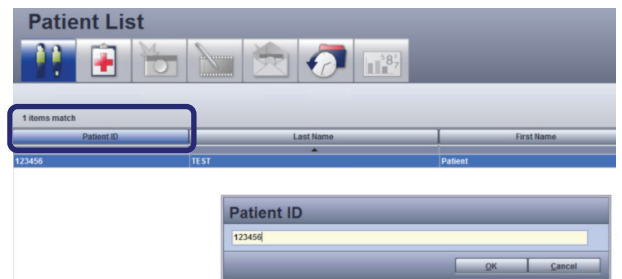 Patient List
1 items match
Patient ID Last Name First Name
123456 TEST Patient
Patient ID
123456
OK Cancel